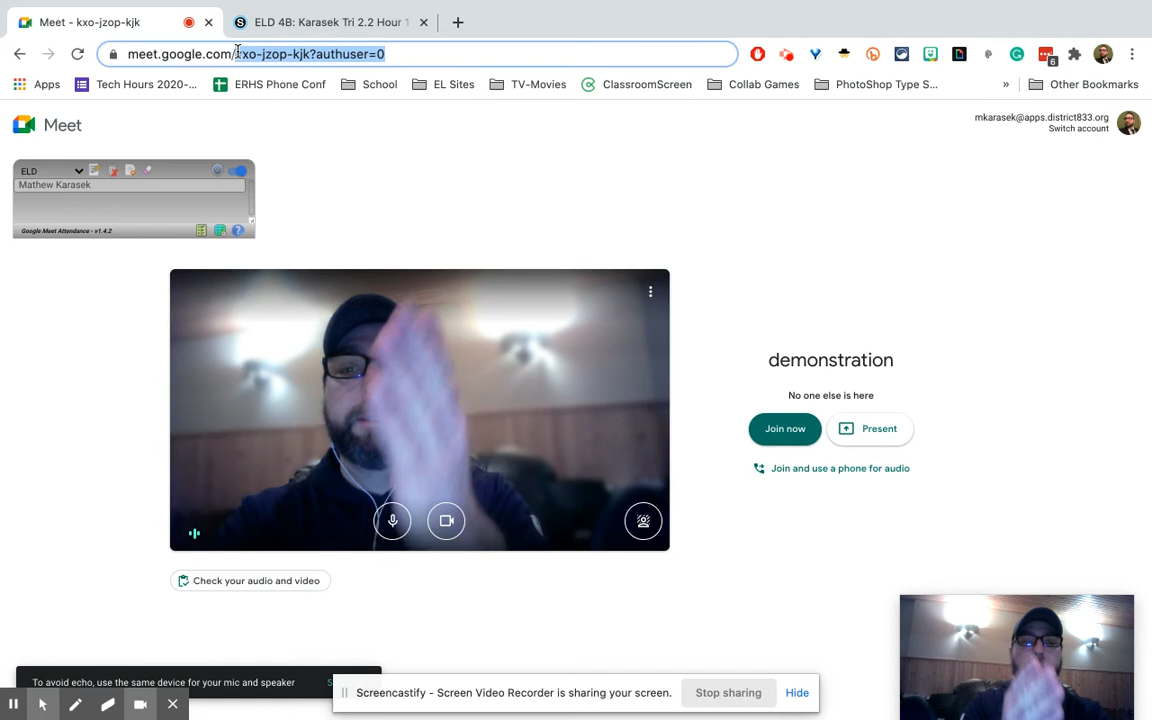 Meet - kxo-jzop-kjk
ELD 4B: Karasek Tri 2.2 Hour 1
meet.google.com/kxo-jzop-kjk?authuser=0
6
Apps
Tech Hours 2020-...
ERHS Phone Conf
School
EL Sites
TV-Movies
ClassroomScreen
Collab Games
PhotoShop Type S...
»
Other Bookmarks
Meet
mkarasek@apps.district833.org
Switch account
ELD
Mathew Karasek
Google Meet Attendance - v1.4.2
demonstration
No one else is here
Join now
Present
Join and use a phone for audio
Check your audio and video
To avoid echo, use the same device for your mic and speaker
Screencastify - Screen Video Recorder is sharing your screen.
Stop sharing
Hide